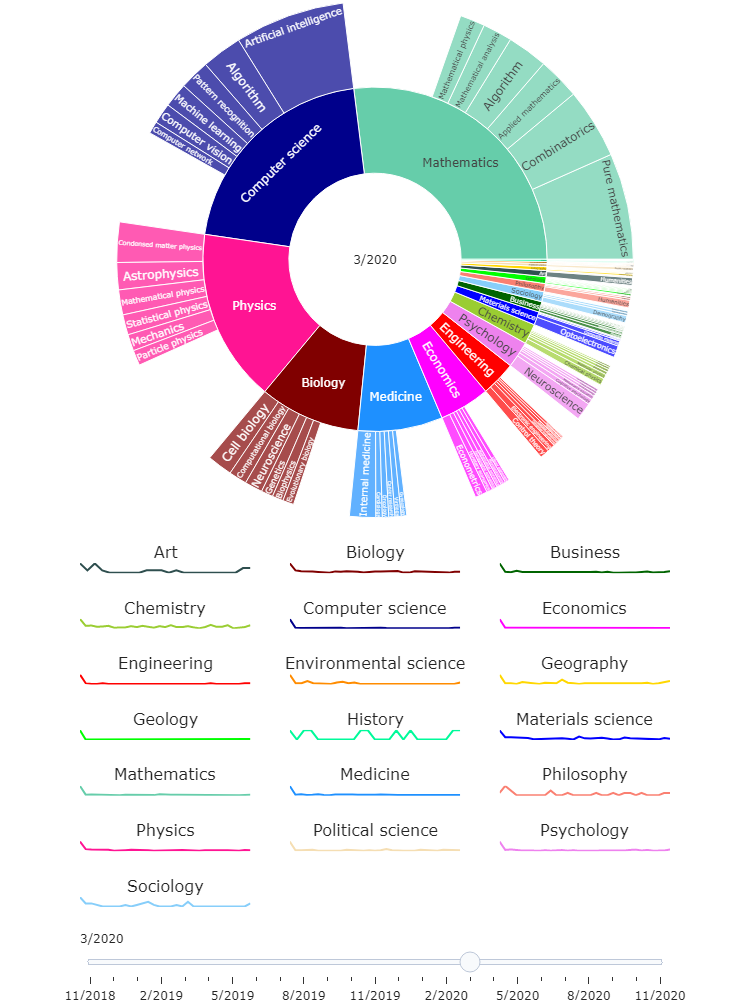 Artificial intelligence
Algorithm
Pattern recognition
Machine learning
Computer vision
Computer network
Computer science
Mathematical physics
Mathematical analysis
Algorithm
Applied mathematics
Combinatorics
Pure mathematics
Mathematics
3/2020
Condensed matter physics
Astrophysics
Mathematical physics
Statistical physics
Mechanics
Particle physics
Physics
Biology
Cell biology
Computational biology
Neuroscience
Genetics
Biophysics
Evolutionary biology
Medicine
Internal medicine
Economics
Econometrics
Engineering
Control theory
Psychology
Neuroscience
Chemistry
Materials science
Optoelectronics
Business
Sociology
Demography
Art Biology Business
Chemistry Computer science Economics
Engineering Environmental science Geography
Geology History Materials science
Mathematics Medicine Philosophy
Physics Political science Psychology
Sociology
3/2020
11/2018 2/2019 5/2019 8/2019 11/2019 2/2020 5/2020 8/2020 11/2020